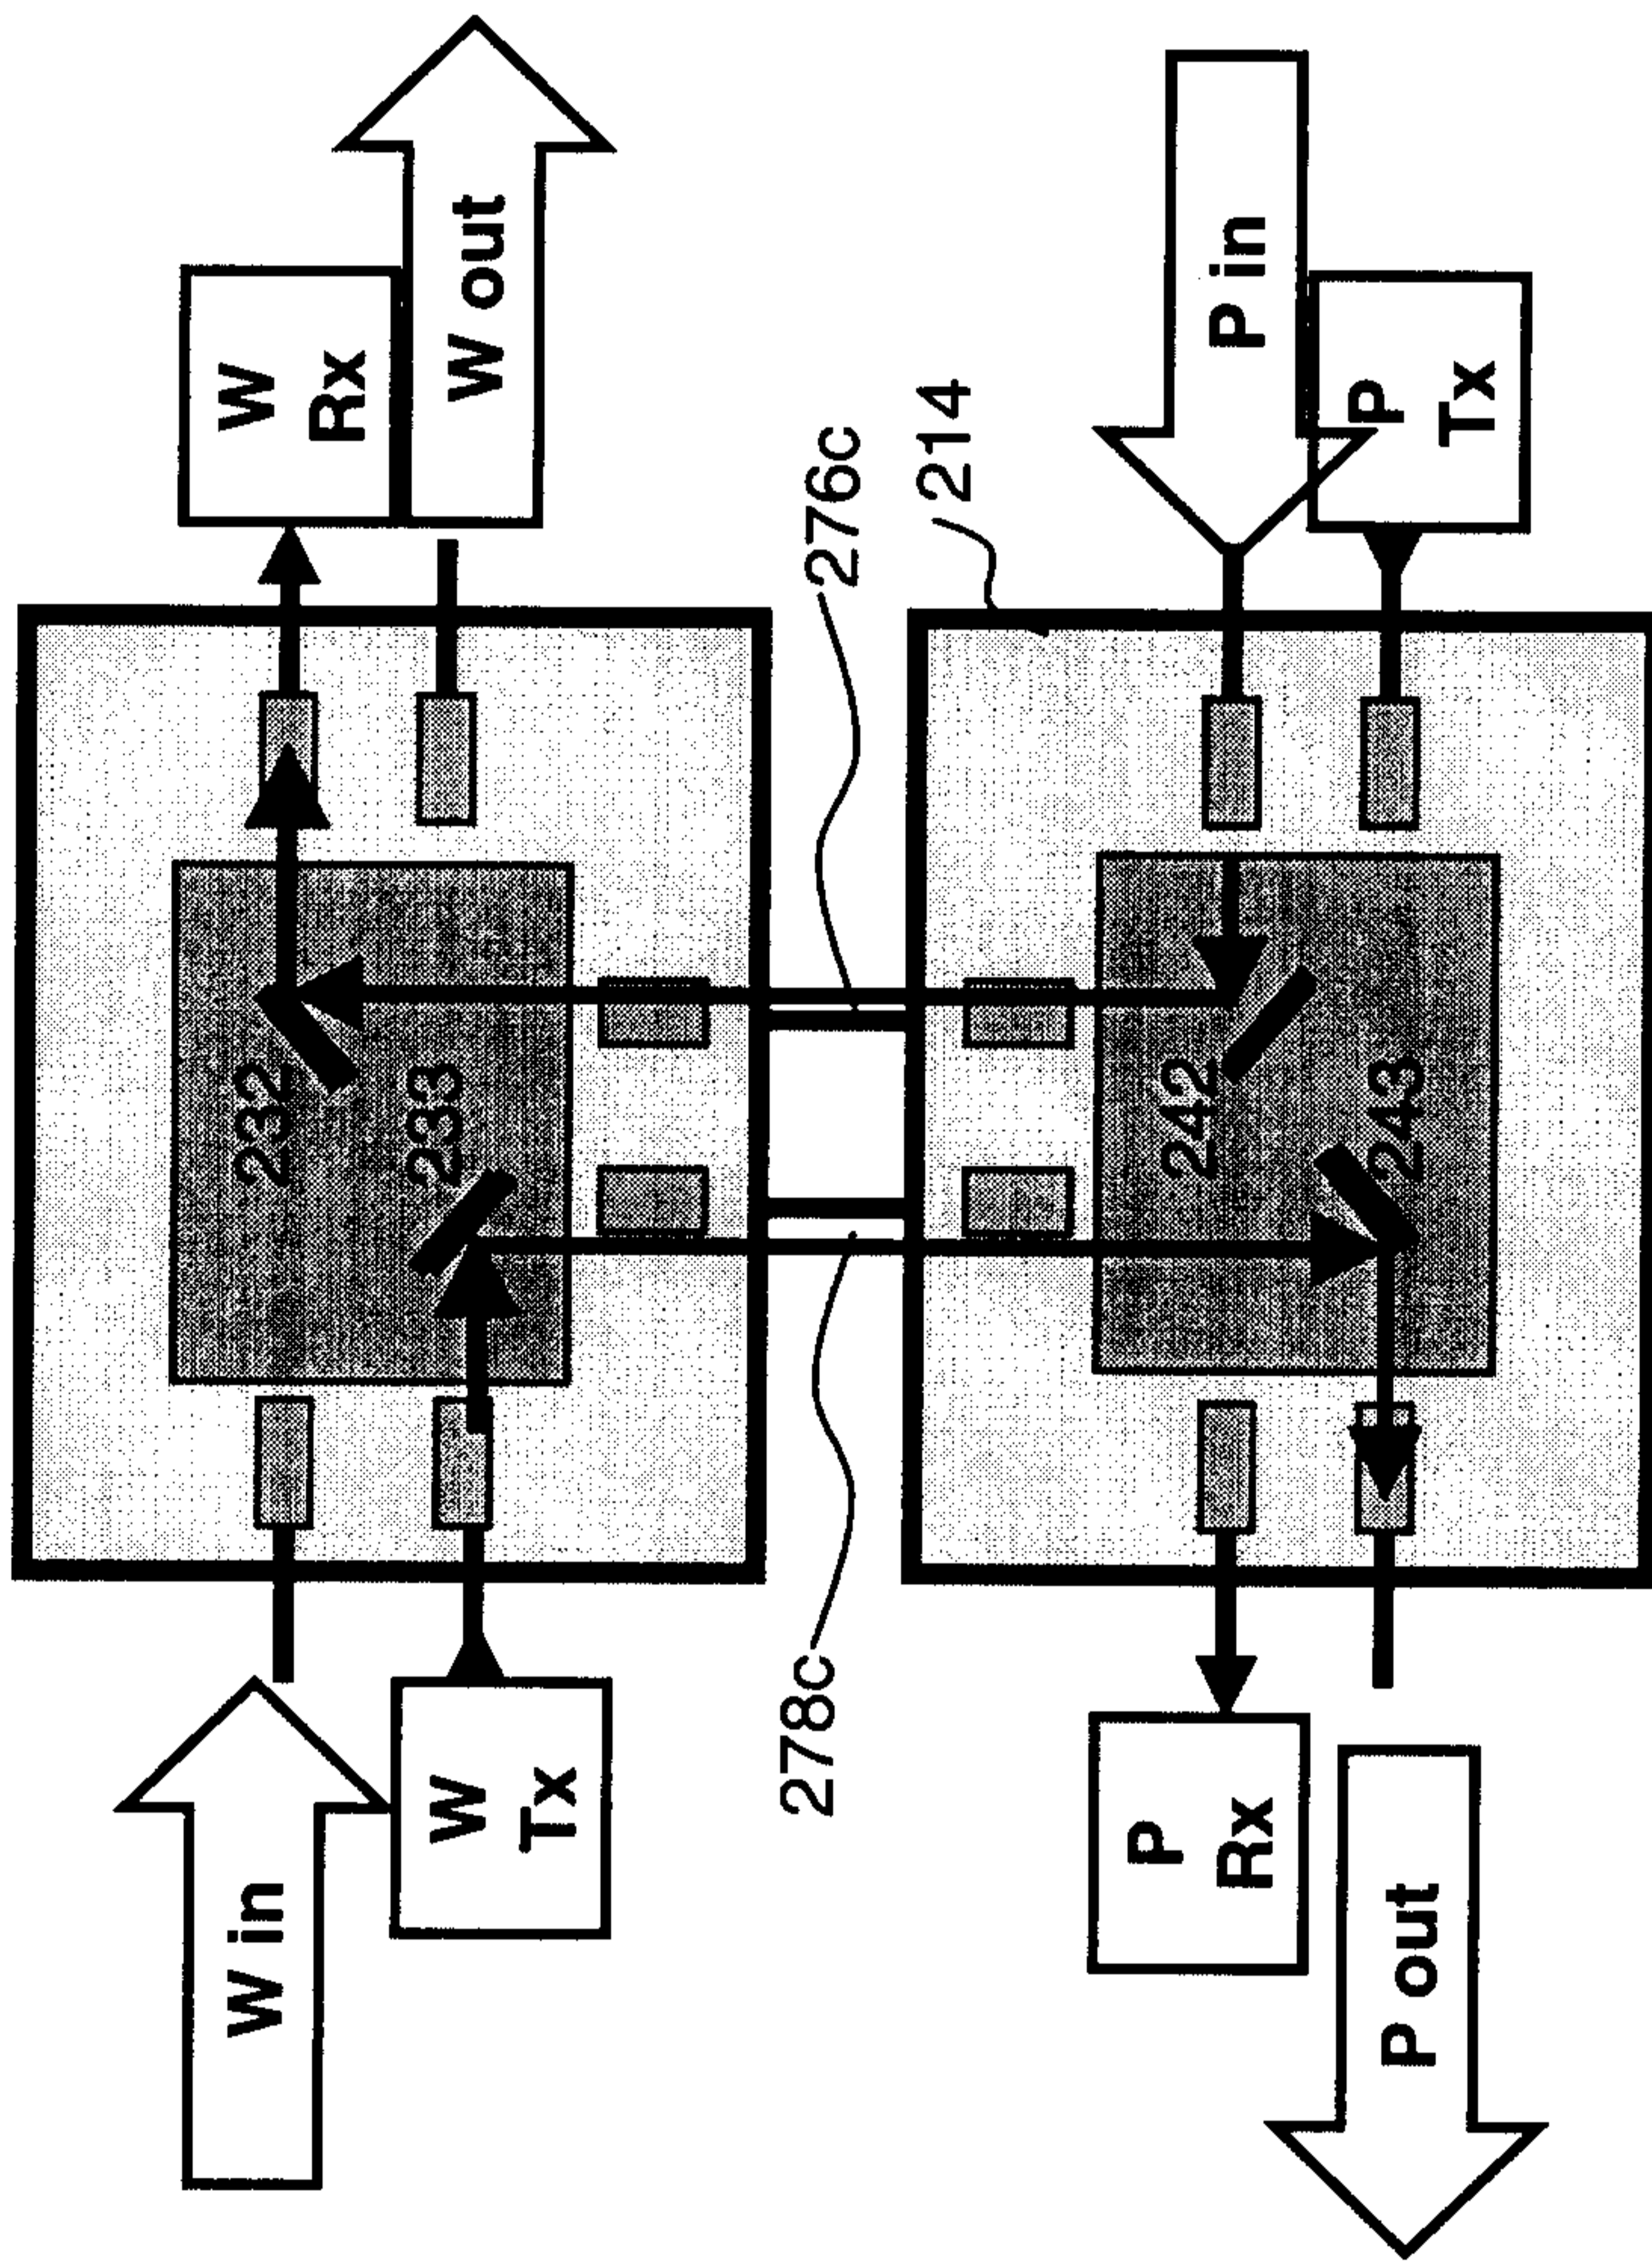 W in
W
Tx
232
233
W
Rx
W out
278c
276c
214
P
Rx
P out
242
243
P in
P
Tx